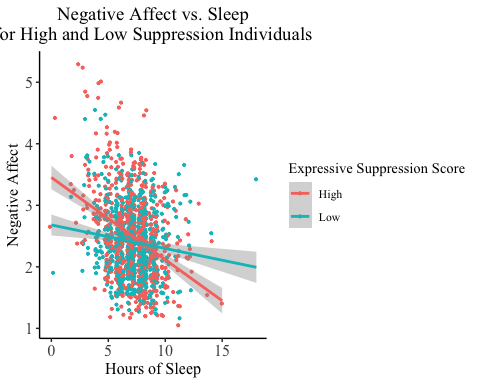 Negative Affect vs. Sleep
for High and Low Suppression Individuals
Negative Affect
5
4
3
2
1
0
5
10
15
Hours of Sleep
Expressive Suppression Score
High
Low